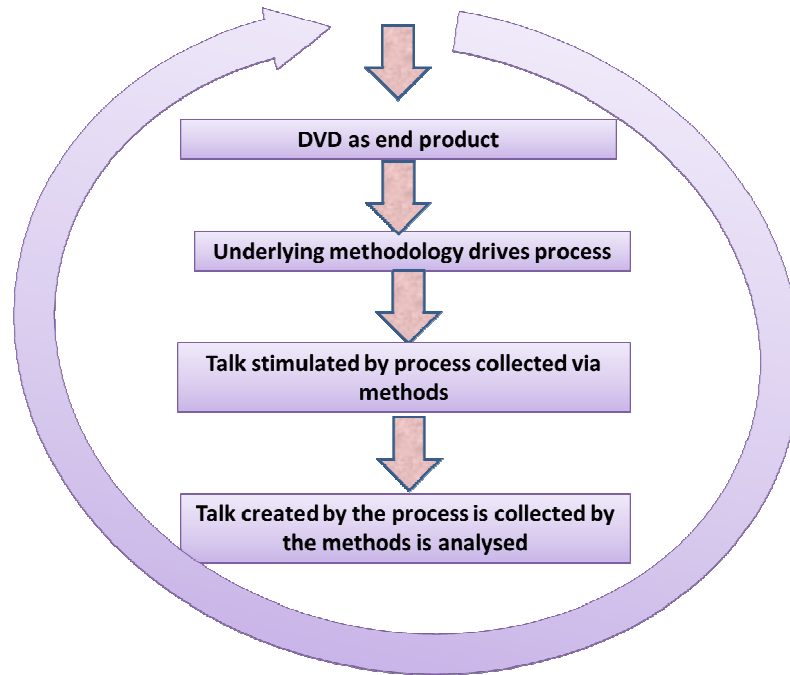 DVD as end product
Underlying methodology drives process
Talk stimulated by process collected via
methods
Talk created by the process is collected by
the methods is analysed